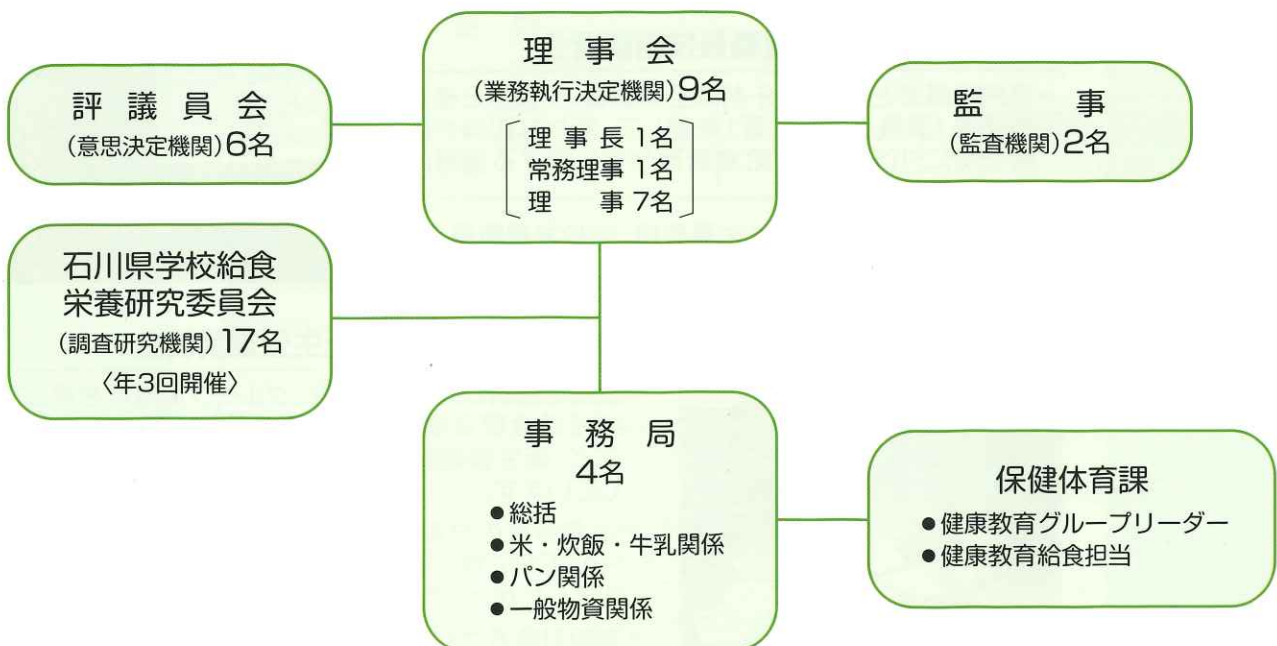 評議員会
(意思決定機関)6名
理事会
(業務執行決定機関)9名
理事長 1名
常務理事 1名
理事 7名
監事
(監査機関)2名
石川県学校給食
栄養研究委員会
(調査研究機関)17名
〈年3回開催〉
事務局
4名
●総括
●米・炊飯・牛乳関係
●パン関係
●一般物資関係
保健体育課
●健康教育グループリーダー
●健康教育給食担当